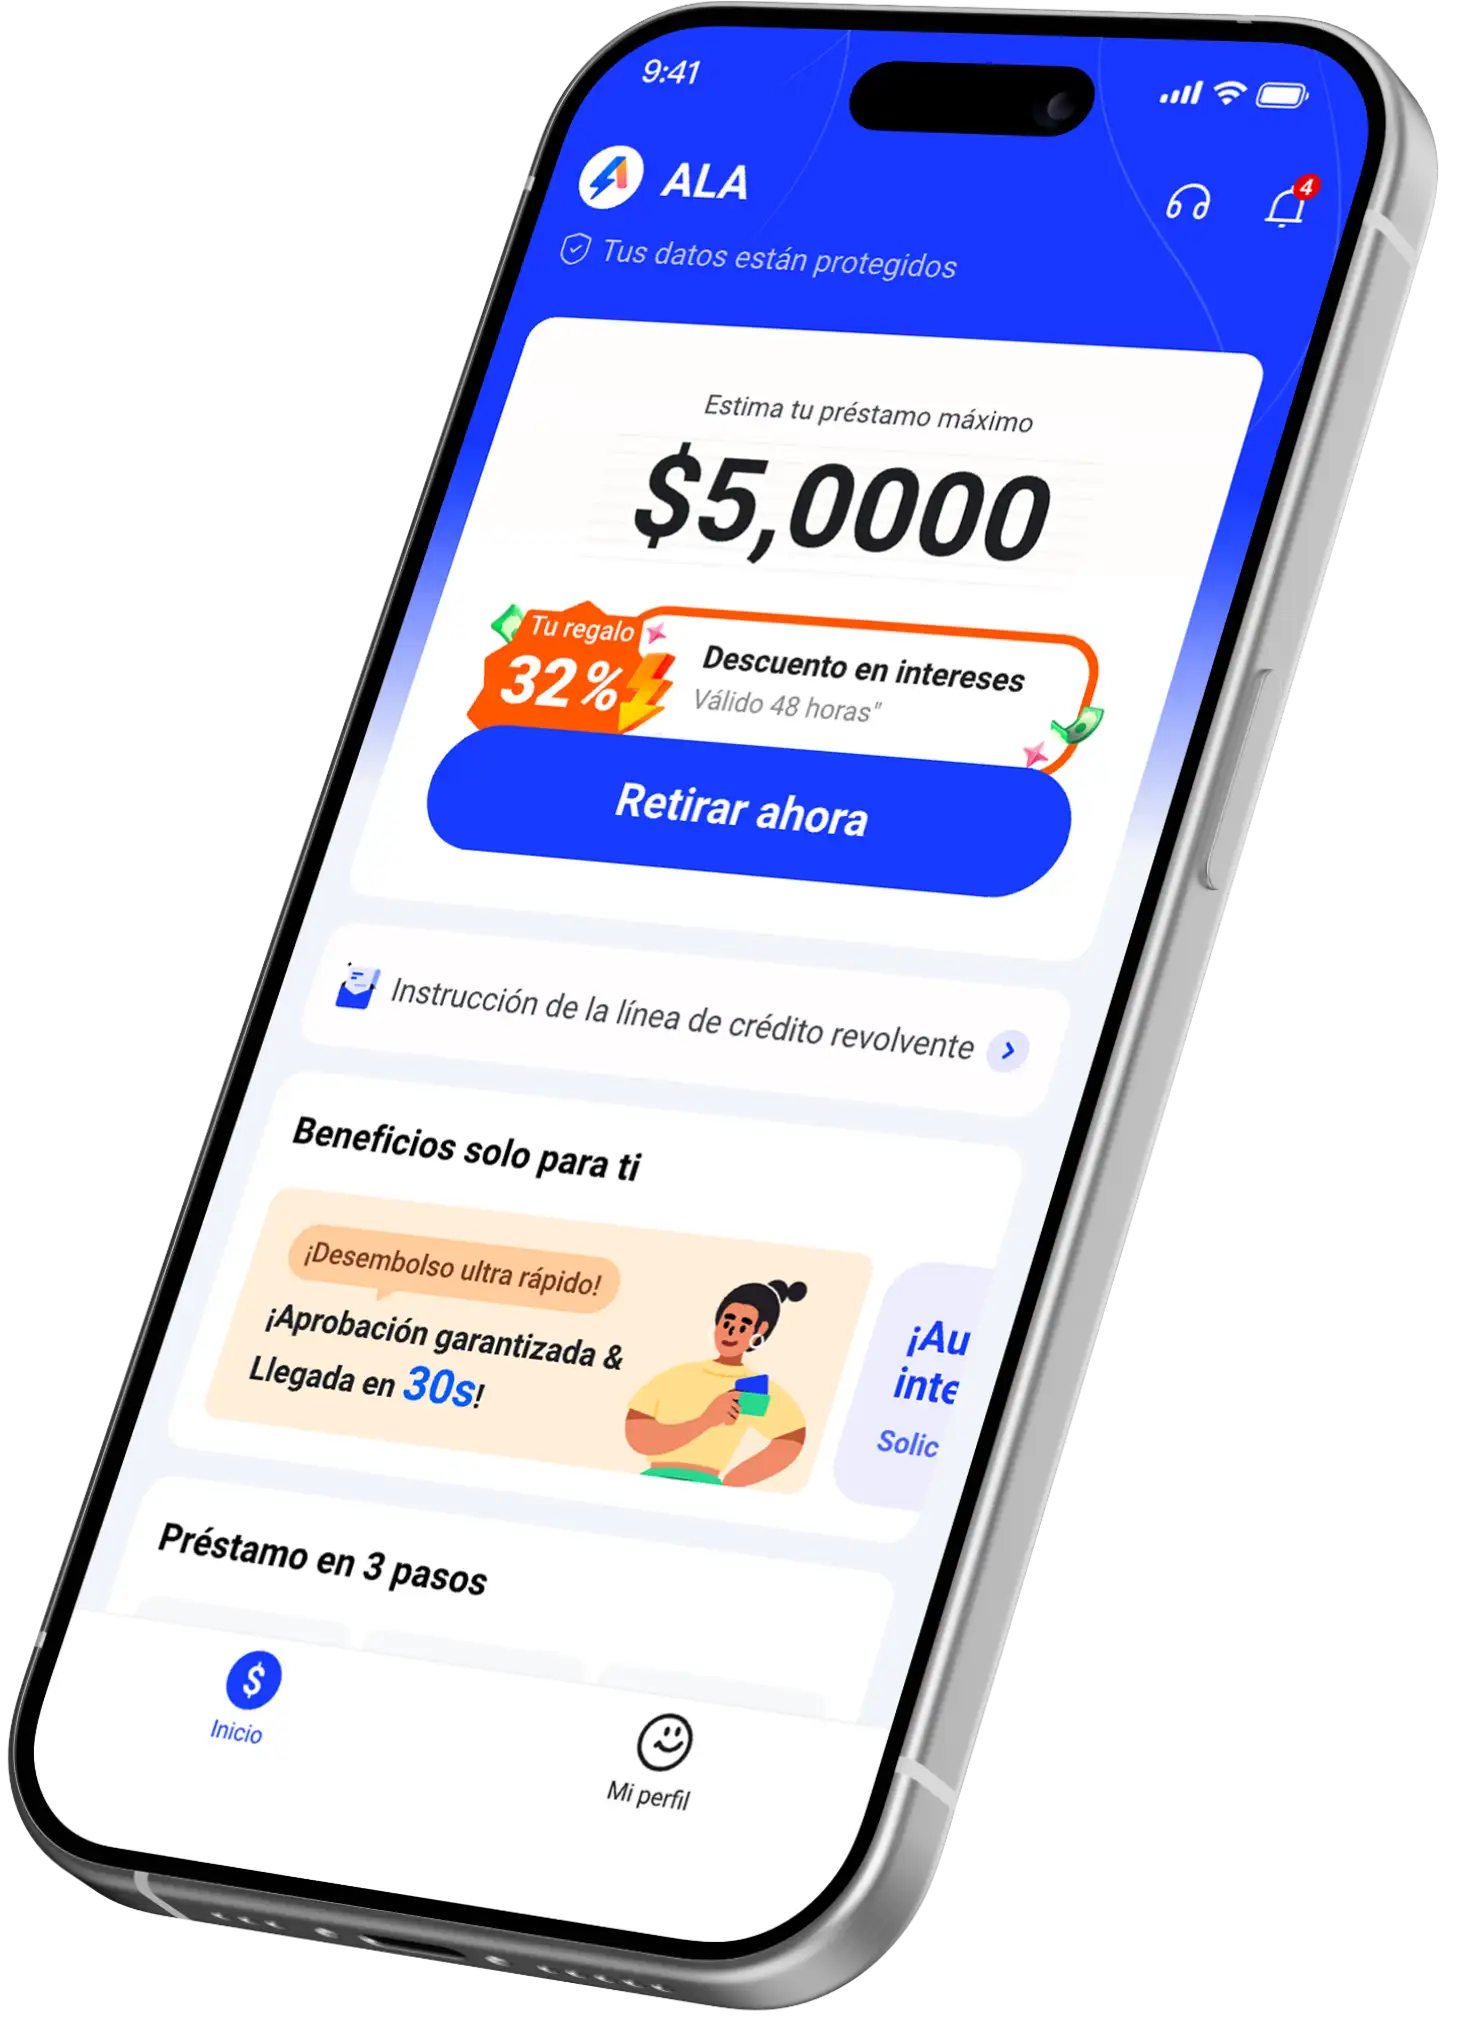 9:41
ALA
4
Tus datos están protegidos
Estima tu préstamo máximo
$5,0000
Tu regalo
32%
Descuento en intereses
Válido 48 horas"
Retirar ahora
Instrucción de la línea de crédito revolvente
Beneficios solo para ti
¡Desembolso ultra rápido!
¡Aprobación garantizada &
Llegada en 30s!
¡Au
inte
Solic
Préstamo en 3 pasos
Inicio
Mi perfil